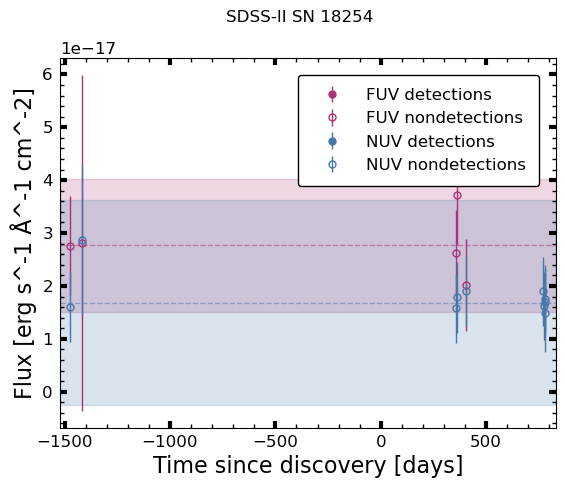 SDSS-II SN 18254
1e−17
FUV detections
FUV nondetections
NUV detections
NUV nondetections
6
5
4
3
2
1
0
Flux [erg s^-1 Å^-1 cm^-2]
−1500 −1000 −500 0 500
Time since discovery [days]